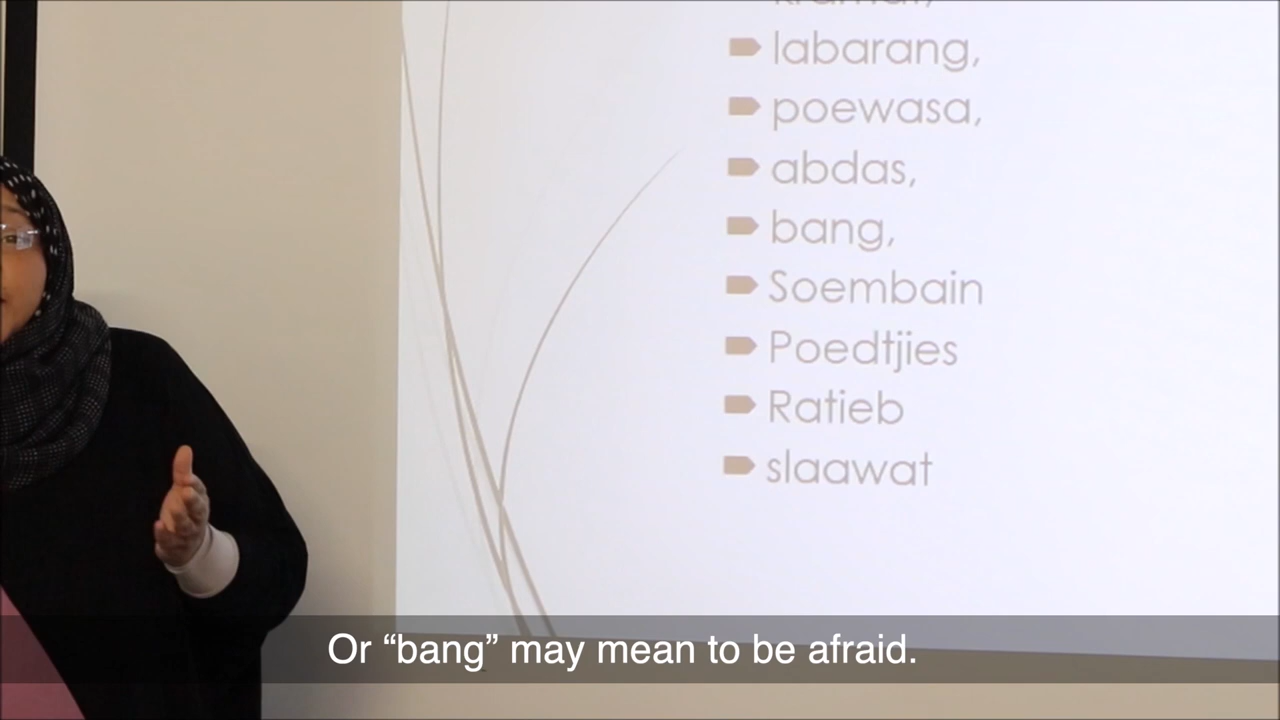 labarang,
poewasa,
abdas,
bang,
Soembain
Poedtjies
Ratieb
slaawat
Or “bang” may mean to be afraid.